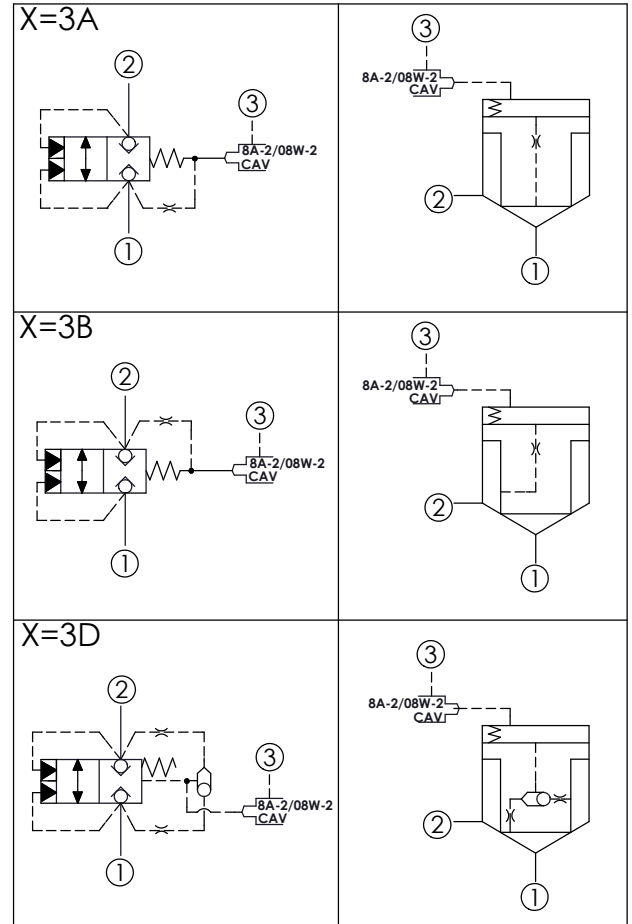 X=3A
②
③
8A-2/08W-2
CAV
①
③
8A-2/08W-2
CAV
②
①
X=3B
②
③
8A-2/08W-2
CAV
①
③
8A-2/08W-2
CAV
②
①
X=3D
②
③
8A-2/08W-2
CAV
①
③
8A-2/08W-2
CAV
②
①